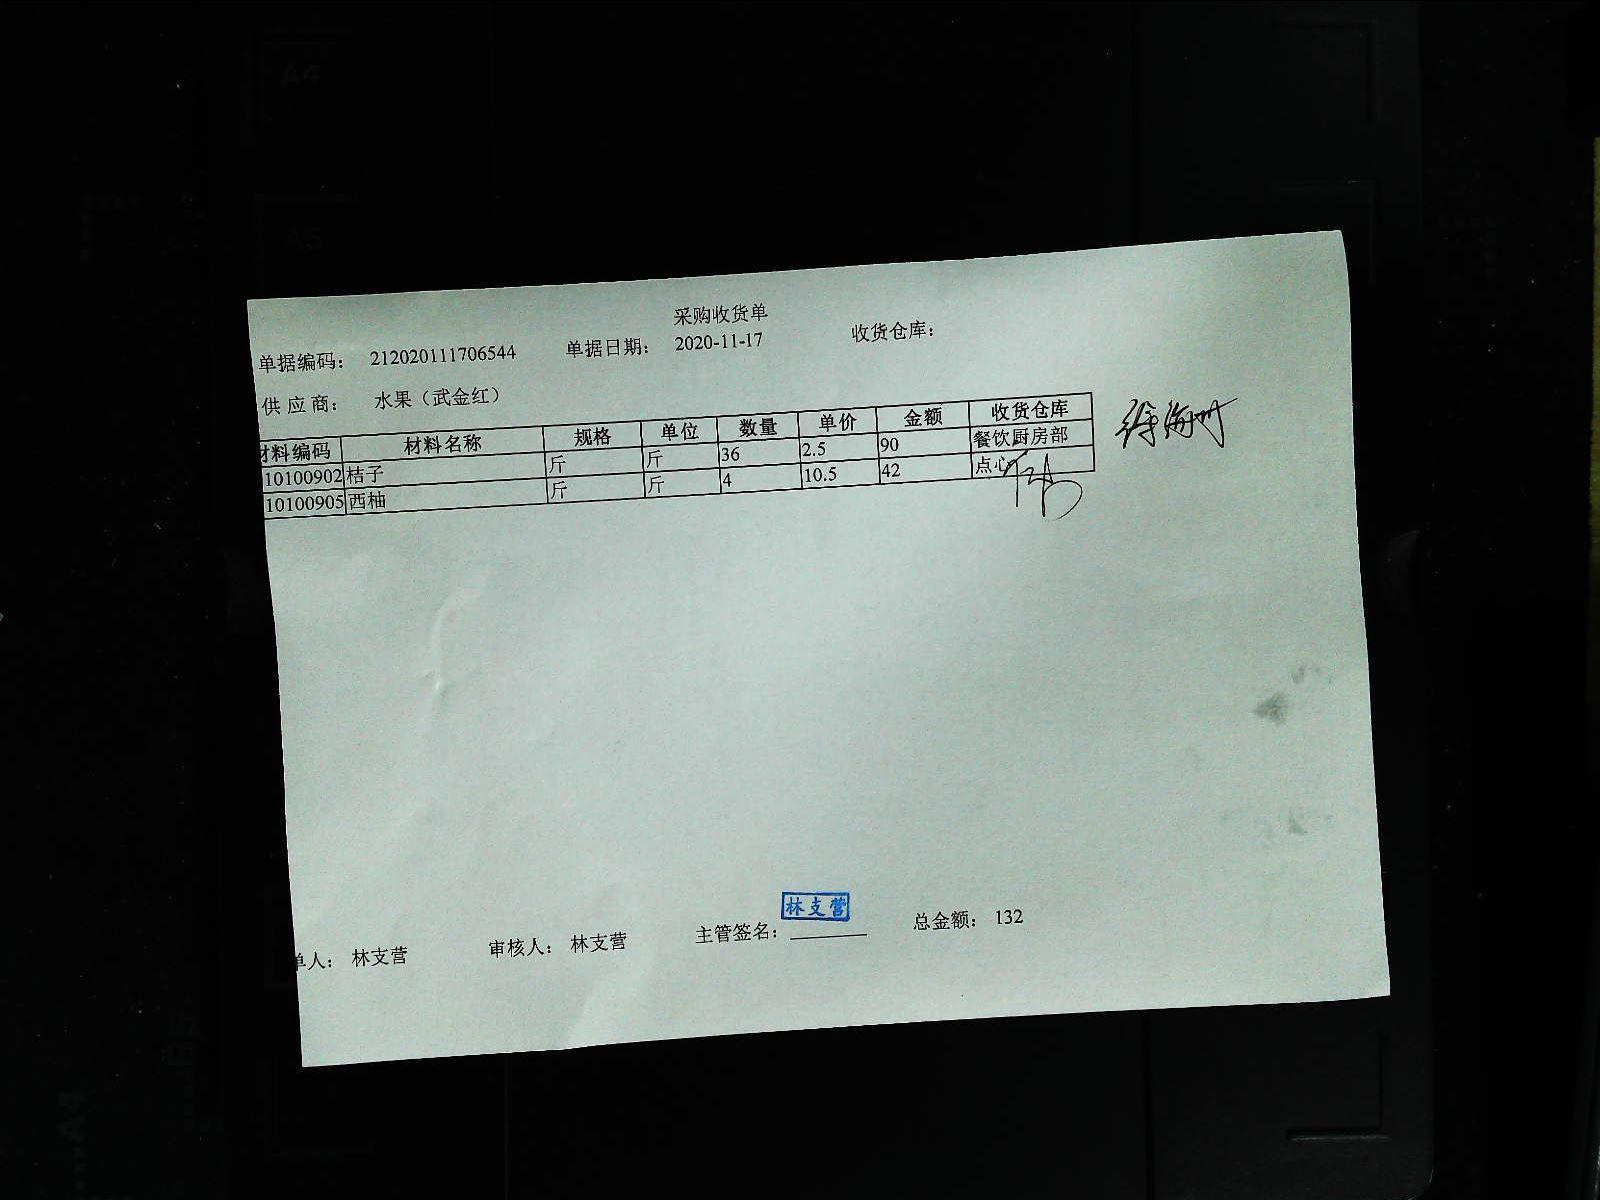 采购收货单
单据编码： 212020111706544 单据日期： 2020-11-17 收货仓库：
供应商： 水果（武金红）
材料编码 材料名称 规格 单位 数量 单价 金额 收货仓库
10100902 桔子 斤 斤 36 2.5 90 餐饮厨房部
10100905 西柚 斤 斤 4 10.5 42 点心
林支营
单人： 林支营 审核人： 林支营 主管签名： 总金额： 132